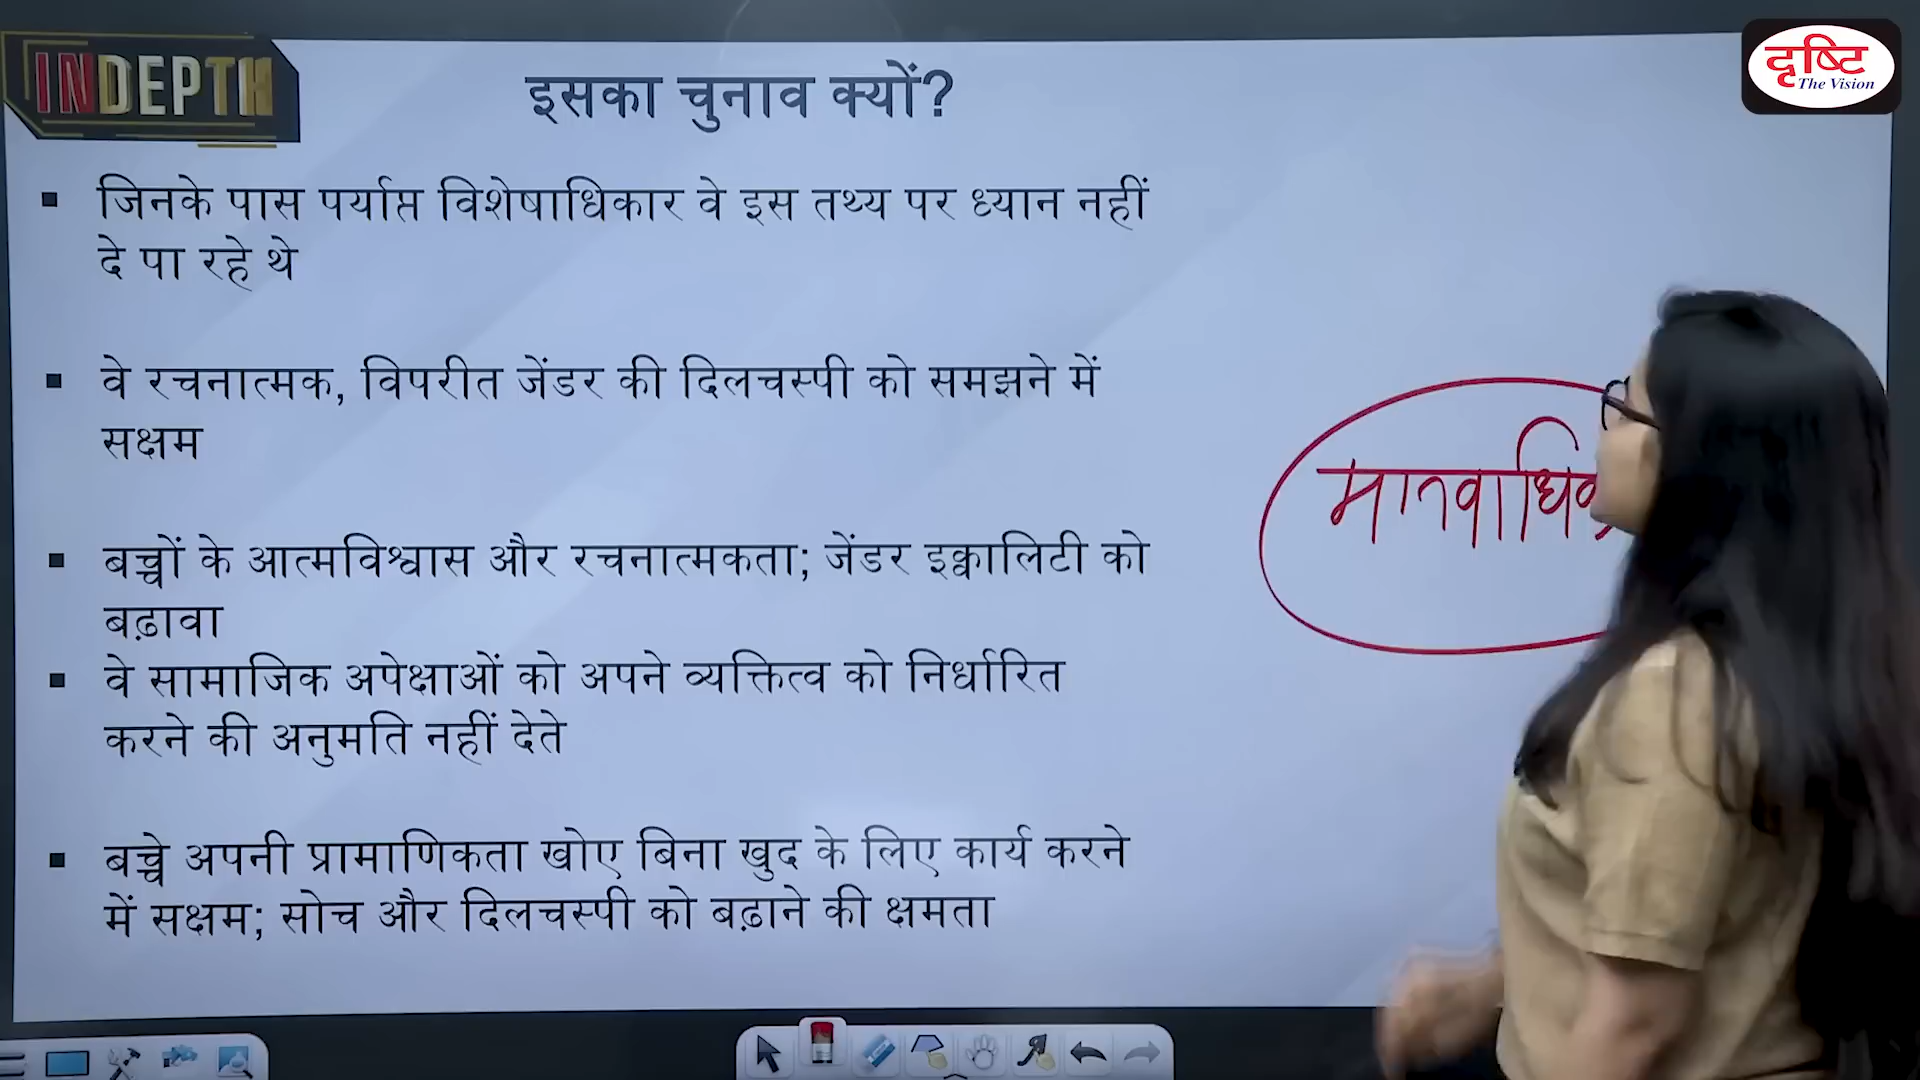 INDEPTH
इसका चुनाव क्यों?
दृष्टि
The Vision
▪ जिनके पास पर्याप्त विशेषाधिकार वे इस तथ्य पर ध्यान नहीं
दे पा रहे थे
▪ वे रचनात्मक, विपरीत जेंडर की दिलचस्पी को समझने में
सक्षम
▪ बच्चों के आत्मविश्वास और रचनात्मकता; जेंडर इक्वालिटी को
बढ़ावा
▪ वे सामाजिक अपेक्षाओं को अपने व्यक्तित्व को निर्धारित
करने की अनुमति नहीं देते
▪ बच्चे अपनी प्रामाणिकता खोए बिना खुद के लिए कार्य करने
में सक्षम; सोच और दिलचस्पी को बढ़ाने की क्षमता